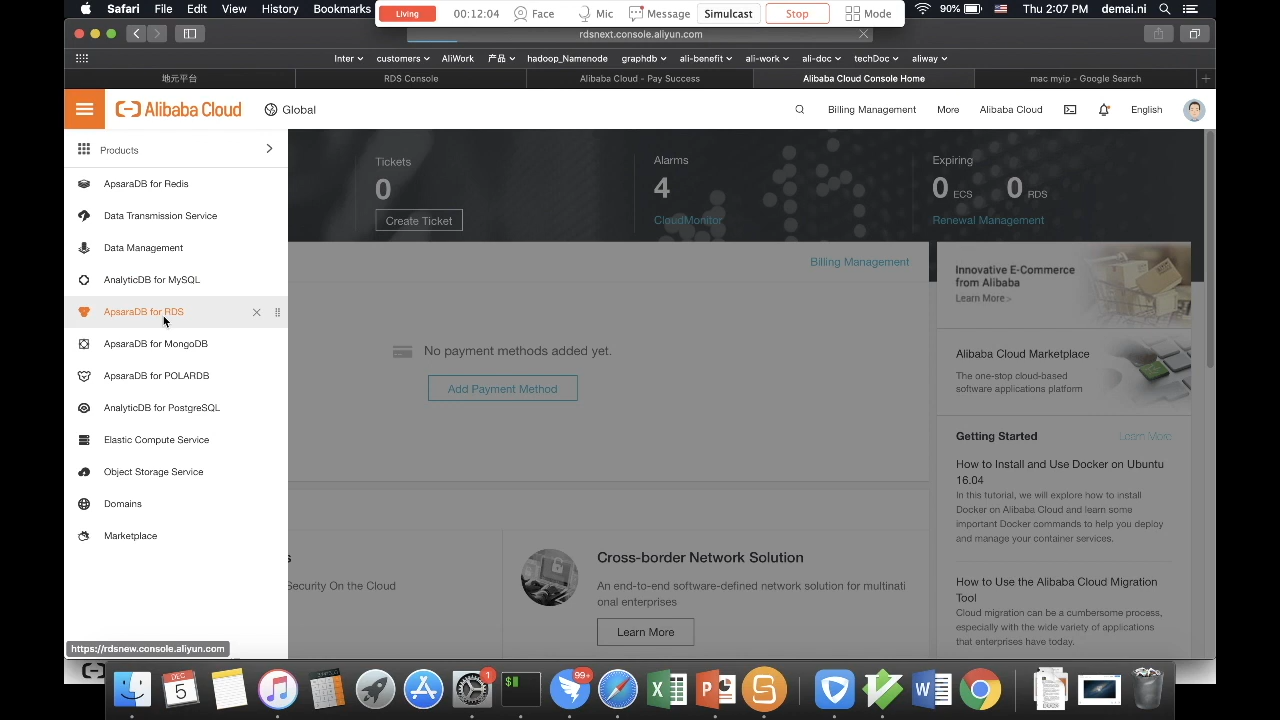 Safari File Edit View History Bookmarks
Living 00:12:04 Face Mic Message Simulcast Stop Mode
90% Thu 2:07 PM demai.ni
rdsnext.console.aliyun.com
Inter customers AliWork 产品 hadoop_Namenode graphdb ali-benefit ali-work ali-doc techDoc aliway
地元平台 RDS Console Alibaba Cloud - Pay Success Alibaba Cloud Console Home mac myip - Google Search
Alibaba Cloud Global Billing Management More Alibaba Cloud English
Products
ApsaraDB for Redis
Data Transmission Service
Data Management
AnalyticDB for MySQL
ApsaraDB for RDS
ApsaraDB for MongoDB
ApsaraDB for POLARDB
AnalyticDB for PostgreSQL
Elastic Compute Service
Object Storage Service
Domains
Marketplace
https://rdsnew.console.aliyun.com
Tickets
0
Create Ticket
Alarms
4
CloudMonitor
Expiring
0 ECS 0 RDS
Renewal Management
Billing Management
No payment methods added yet.
Add Payment Method
s
Security On the Cloud
Cross-border Network Solution
An end-to-end software-defined network solution for multinati
onal enterprises
Learn More
Innovative E-Commerce
from Alibaba
Learn More >
Alibaba Cloud Marketplace
The one-stop cloud-based
software applications platform
Getting Started Learn More
How to Install and Use Docker on Ubuntu
16.04
In this tutorial, we will explore how to install
Docker on Alibaba Cloud and learn some
important Docker commands to help you deploy
and manage your container services.
How to Use the Alibaba Cloud Migration
Tool
Cloud migration can be a cumbersome process,
especially with the wide variety of applications
that enterprises have today.
DEC
5
1
99+